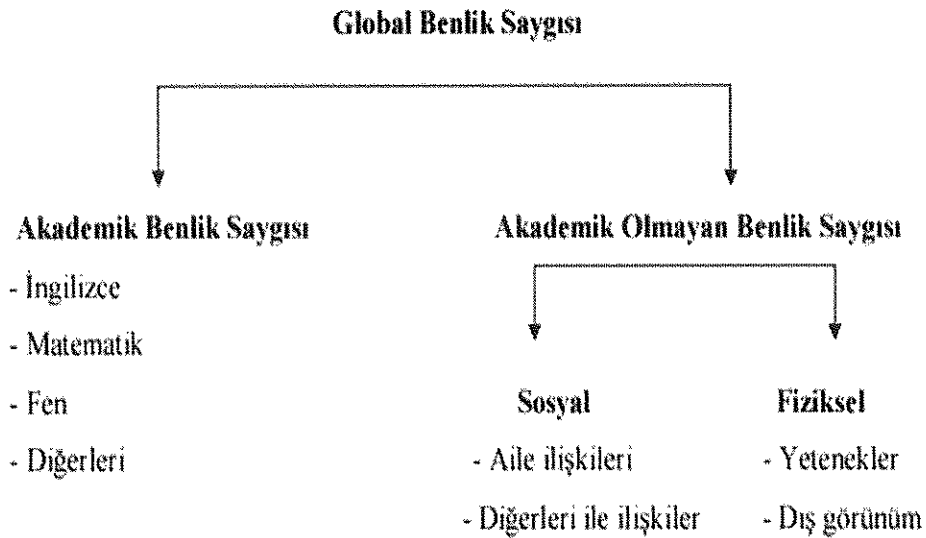 Global Benlik Saygısı
Akademik Benlik Saygısı
- İngilizce
- Matematik
- Fen
- Diğerleri
Akademik Olmayan Benlik Saygısı
Sosyal
- Aile ilişkileri
- Diğerleri ile ilişkiler
Fiziksel
- Yetenekler
- Dış görünüm